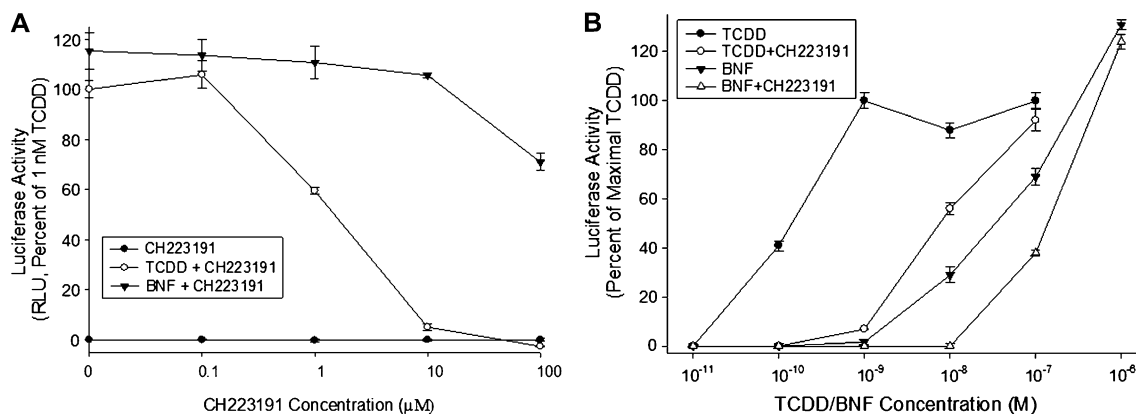 A
Luciferase Activity
(RLU, Percent of 1 nM TCDD)
120
100
80
60
40
20
0
CH223191
TCDD + CH223191
BNF + CH223191
0 0.1 1 10 100
CH223191 Concentration (µM)
B
Luciferase Activity
(Percent of Maximal TCDD)
120
100
80
60
40
20
0
TCDD
TCDD+CH223191
BNF
BNF+CH223191
10-11 10-10 10-9 10-8 10-7 10-6
TCDD/BNF Concentration (M)